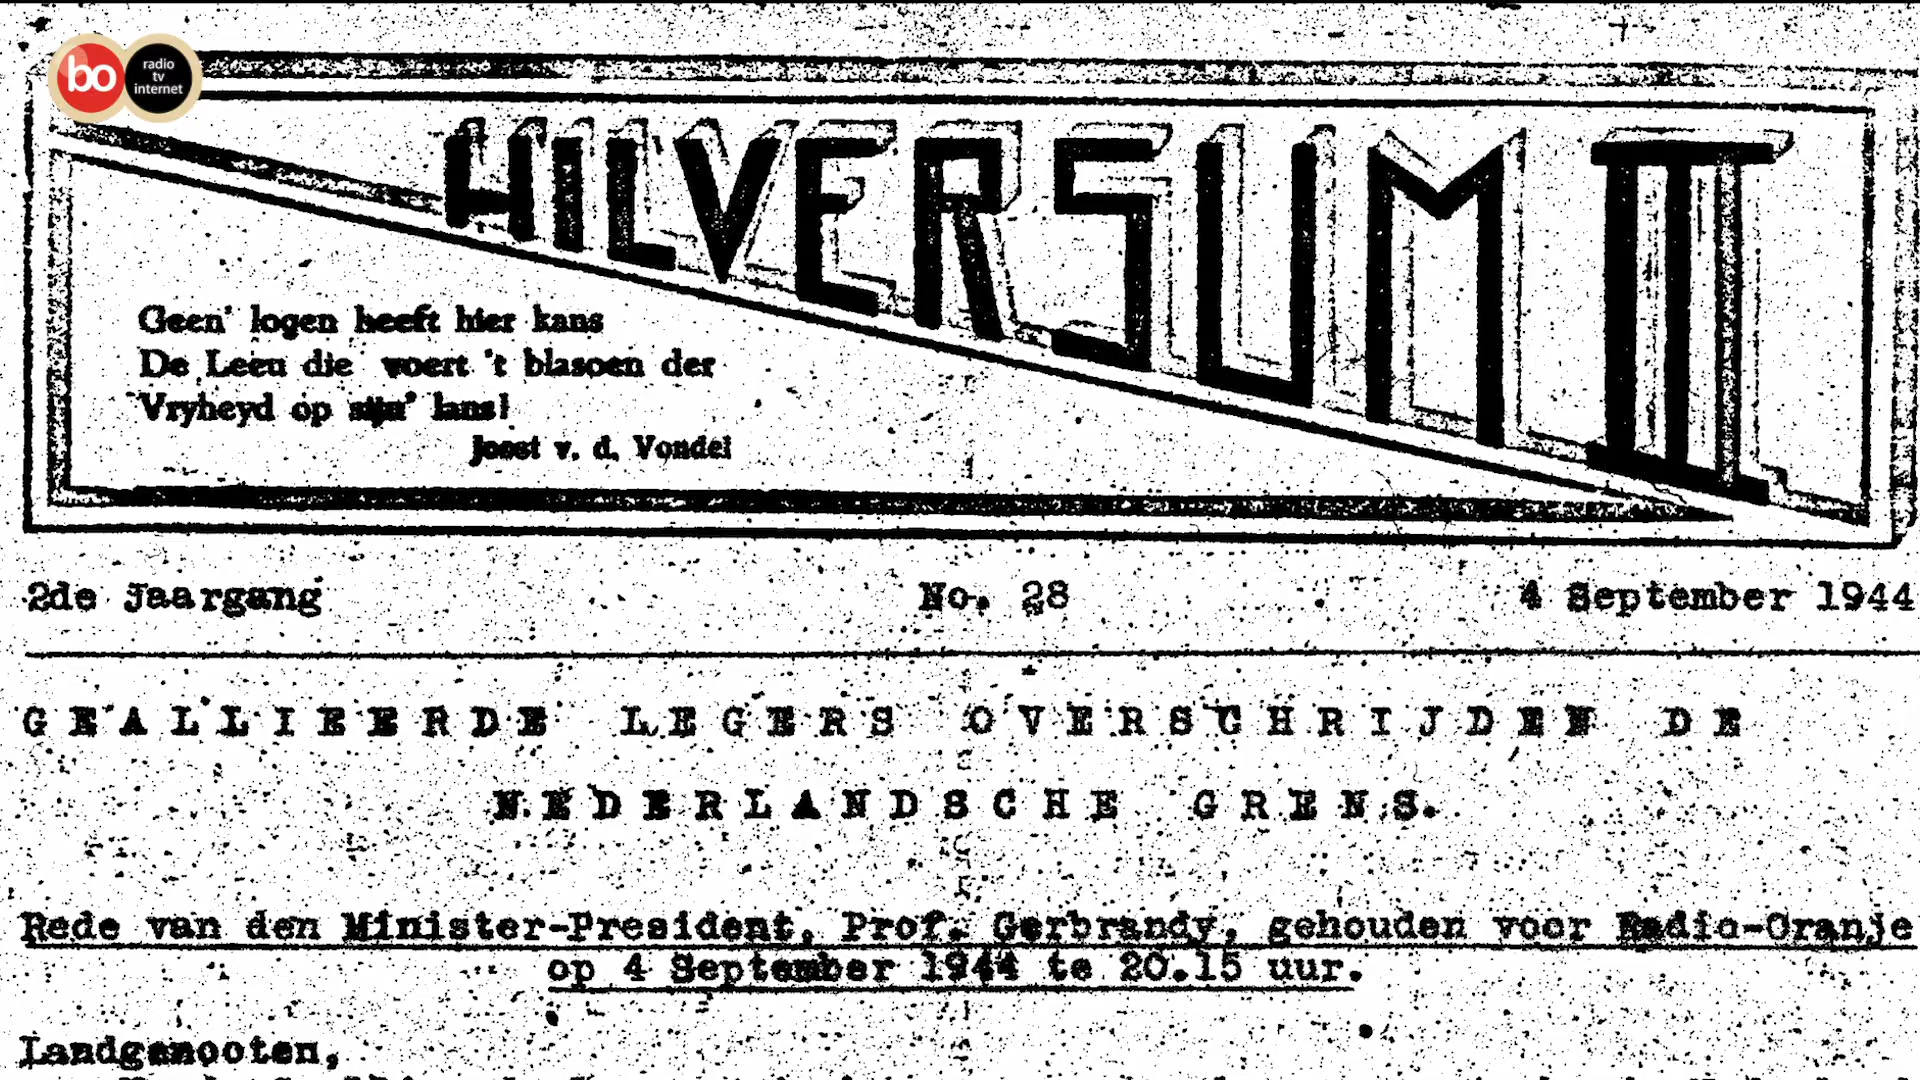 bo
radio
tv
internet
HILVERSUM III
Geen' logen heeft hier kans
De Leeu die voert 't blasoen der
Vryheyd op zijn' lans!
Joost v. d. Vondel
2de Jaargang No. 28 4 September 1944
GEALLIEERDE LEGERS OVERSCHRIJDEN DE
NEDERLANDSCHE GRENS.
Rede van den Minister-President, Prof. Gerbrandy, gehouden voor Radio-Oranje
op 4 September 1944 te 20.15 uur.
Landgenooten,